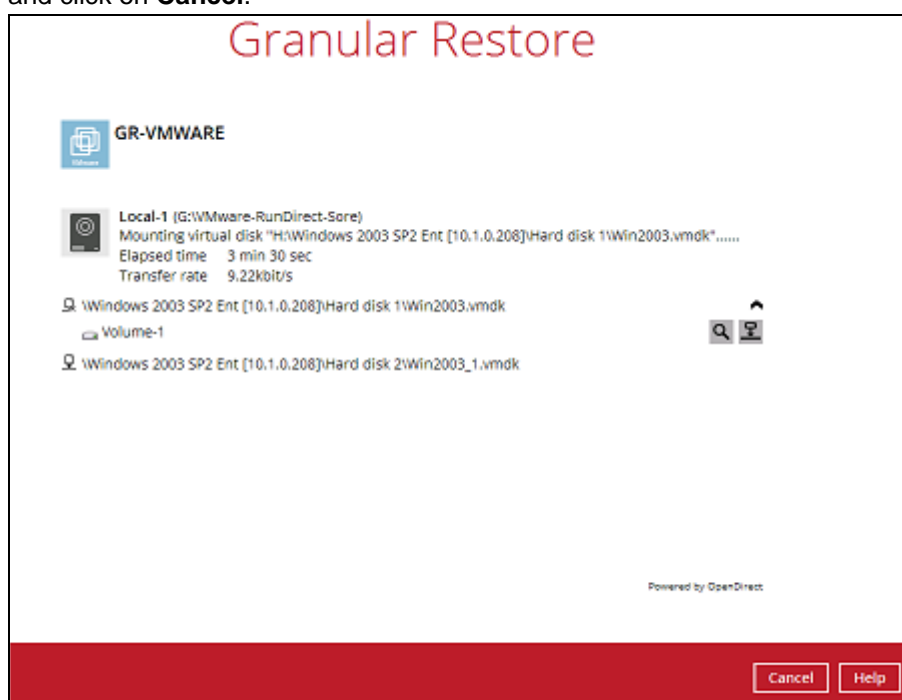 and click on Cancel.
Granular Restore
GR-VMWARE
VMware
Local-1 (G:\VMware-RunDirect-Sore)
Mounting virtual disk "H:\Windows 2003 SP2 Ent [10.1.0.208]\Hard disk 1\Win2003.vmdk"......
Elapsed time 3 min 30 sec
Transfer rate 9.22kbit/s
\Windows 2003 SP2 Ent [10.1.0.208]\Hard disk 1\Win2003.vmdk
Volume-1
\Windows 2003 SP2 Ent [10.1.0.208]\Hard disk 2\Win2003_1.vmdk
Powered by OpenDirect
Cancel Help